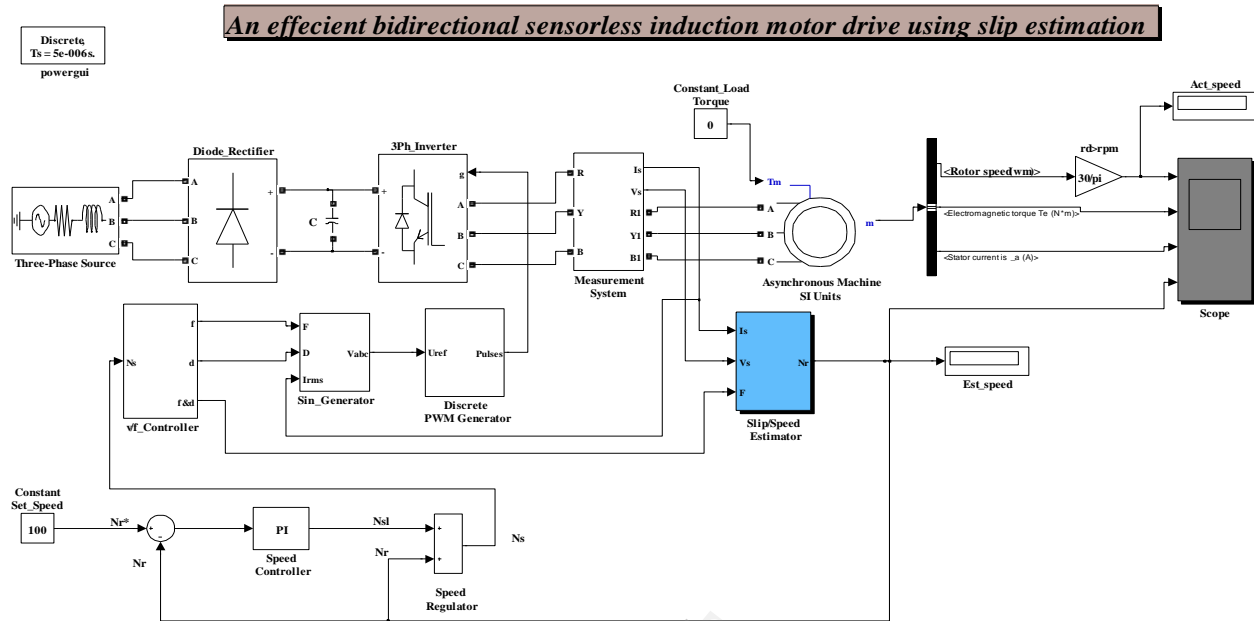 An effecient bidirectional sensorless induction motor drive using slip estimation
Discrete,
Ts = 5e-006s.
powergui
Constant_Load
Torque
0
Act_speed
Diode_Rectifier
3Ph_Inverter
rd>rpm
30/pi
A
B
C
Three-Phase Source
A
B
C
+
-
C
+
-
g
A
B
C
R
Y
B
Is
Vs
R1
Y1
B1
Measurement
System
Tm
A
B
C
m
Asynchronous Machine
SI Units
<Rotor speed(wm)>
<Electromagnetic torque Te (N*m)>
<Stator current is _a (A)>
Scope
Ns
f
d
f&d
v/f_Controller
F
D
Irms
Vabc
Sin_Generator
Uref
Pulses
Discrete
PWM Generator
Is
Vs
F
Nr
Slip/Speed
Estimator
Est_speed
Constant
Set_Speed
100
Nr*
+
-
Nr
PI
Speed
Controller
Nsl
Nr
+
+
Ns
Speed
Regulator